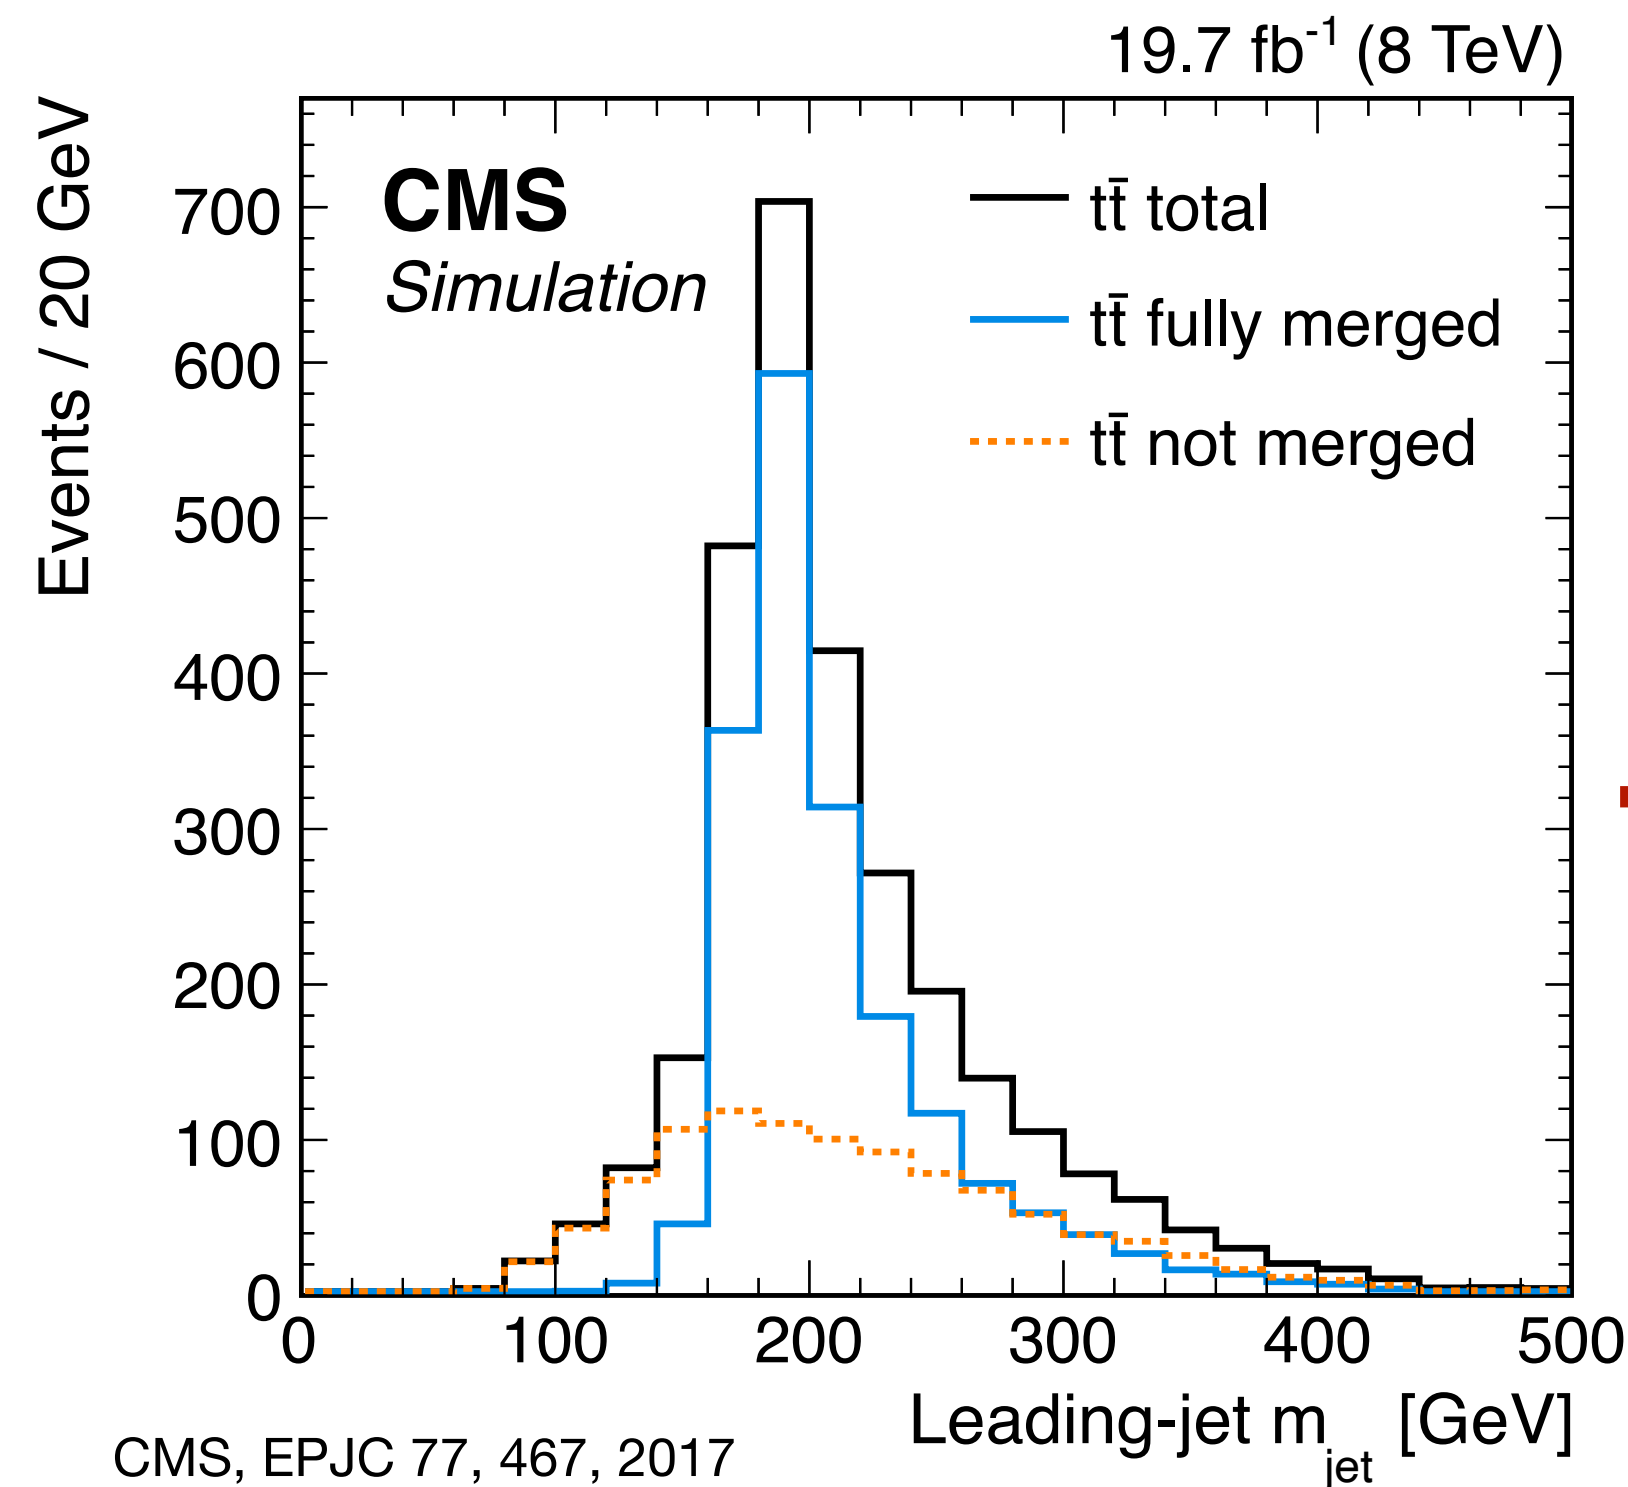 19.7 fb⁻¹ (8 TeV)
Events / 20 GeV
CMS
Simulation
tt̄ total
tt̄ fully merged
tt̄ not merged
700
600
500
400
300
200
100
0
0 100 200 300 400 500
Leading-jet m_jet [GeV]
CMS, EPJC 77, 467, 2017